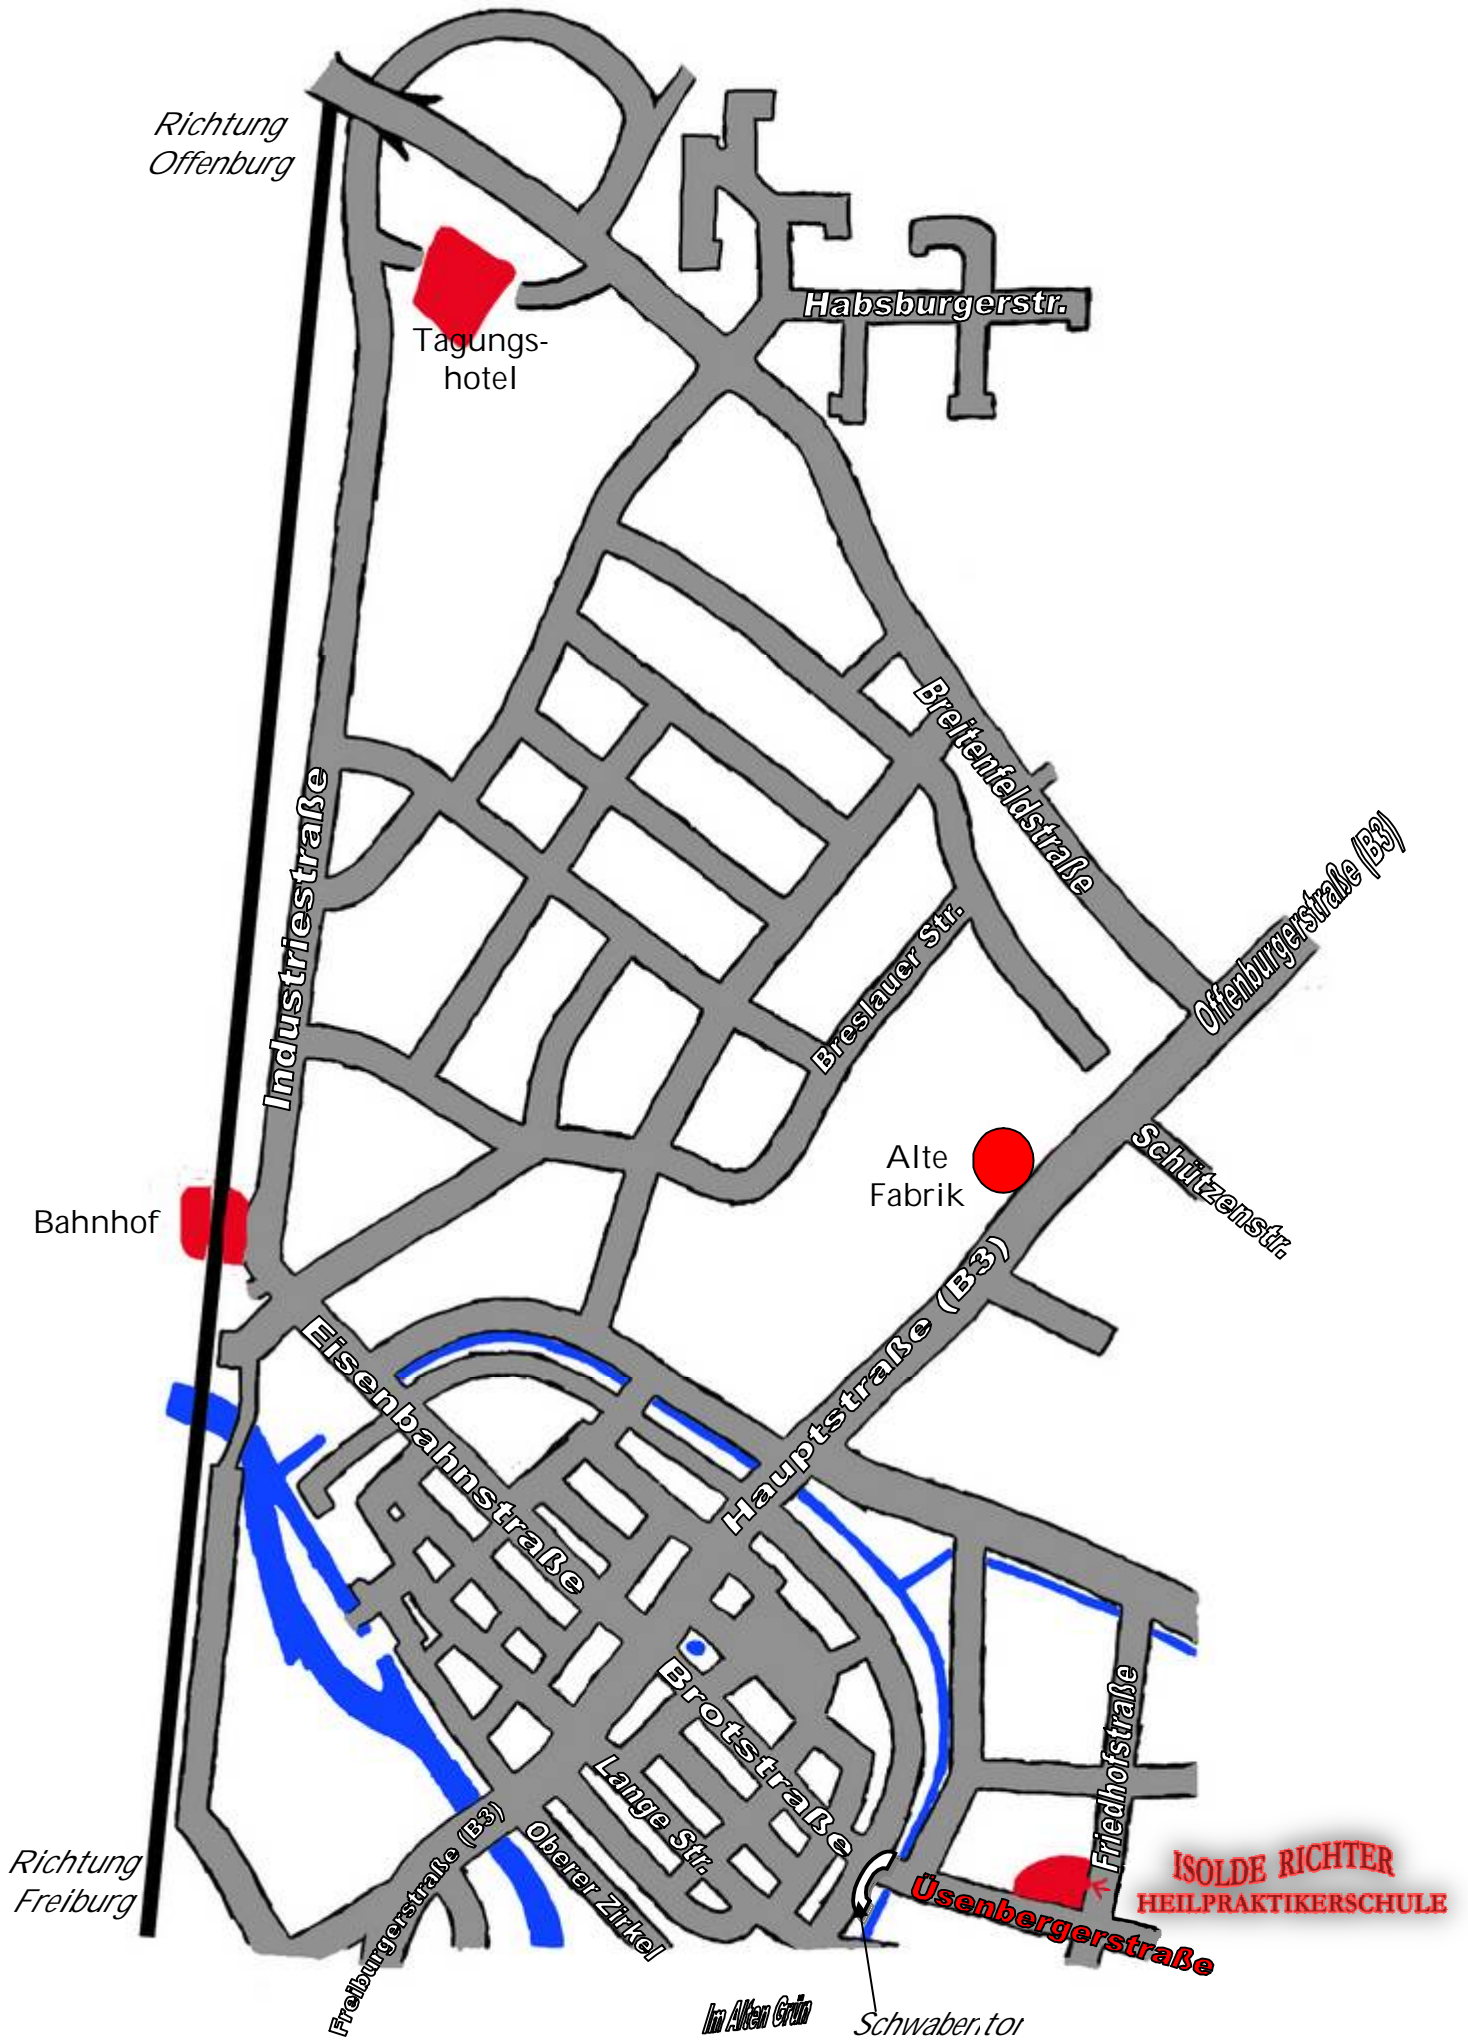 Richtung
Offenburg
Habsburgerstr.
Tagungs-
hotel
Breitenfeldstraße
Industriestraße
Offenburgerstraße (B3)
Breslauer Str.
Schützenstr.
Alte
Fabrik
Bahnhof
Hauptstraße (B3)
Eisenbahnstraße
Brotstraße
Friedhofstraße
Lange Str.
Freiburgerstraße (B3)
Oberer Zirkel
Richtung
Freiburg
ISOLDE RICHTER
HEILPRAKTIKERSCHULE
Üsenbergerstraße
Im Alten Grün
Schwabentor